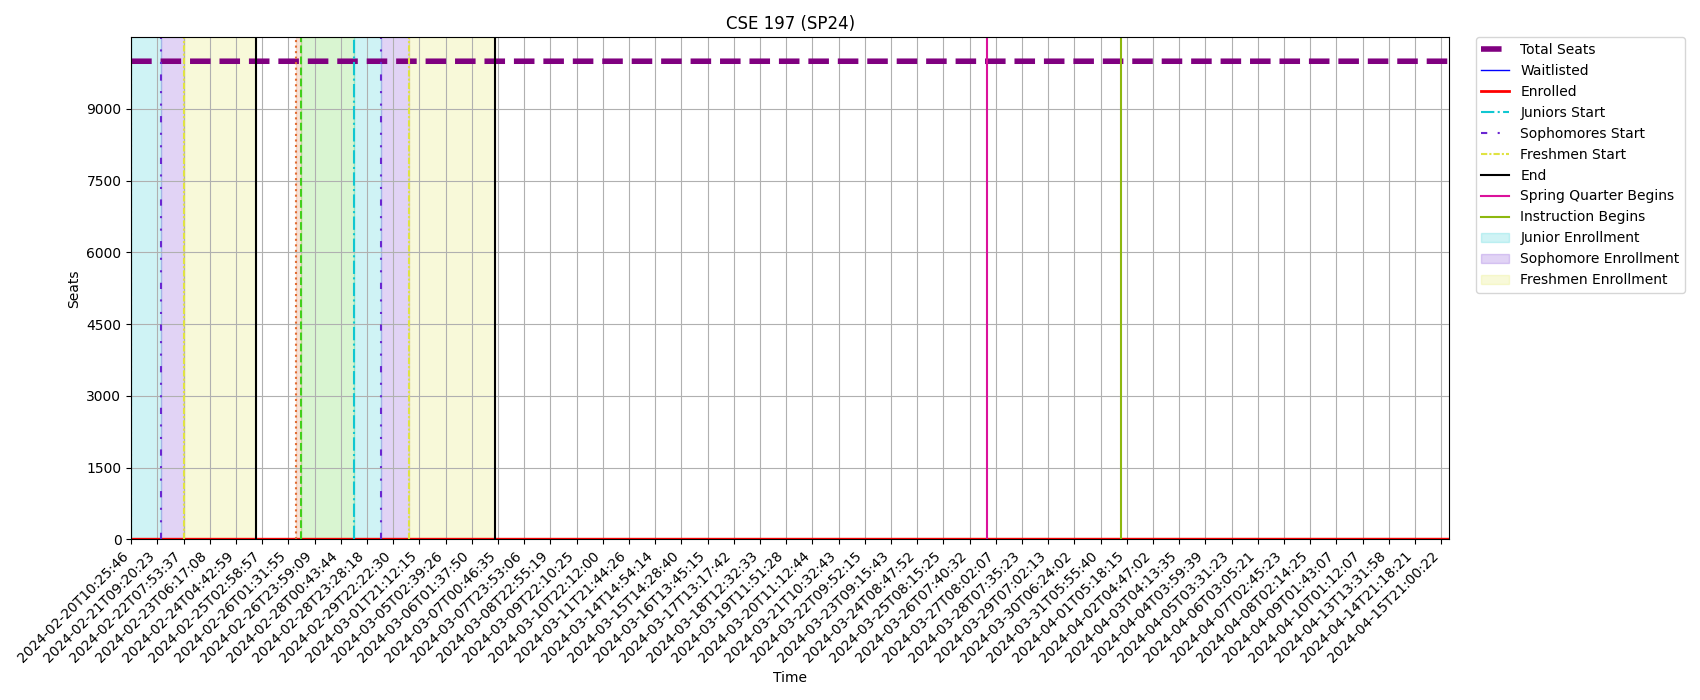 CSE 197 (SP24)
Seats
9000
7500
6000
4500
3000
1500
0
2024-02-20T10:25:46
2024-02-21T09:20:23
2024-02-22T07:53:37
2024-02-23T06:17:08
2024-02-24T04:42:59
2024-02-25T02:58:57
2024-02-26T01:31:55
2024-02-26T23:59:09
2024-02-28T00:43:44
2024-02-28T23:28:18
2024-02-29T22:22:30
2024-03-01T21:12:15
2024-03-05T02:39:26
2024-03-06T01:37:50
2024-03-07T00:46:35
2024-03-07T23:53:06
2024-03-08T22:55:19
2024-03-09T22:10:25
2024-03-10T22:12:00
2024-03-11T21:44:26
2024-03-14T14:54:14
2024-03-15T14:28:40
2024-03-16T13:45:15
2024-03-17T13:17:42
2024-03-18T12:32:33
2024-03-19T11:51:28
2024-03-20T11:12:44
2024-03-21T10:32:43
2024-03-22T09:52:15
2024-03-23T09:15:43
2024-03-24T08:47:52
2024-03-25T08:15:25
2024-03-26T07:40:32
2024-03-27T08:02:07
2024-03-28T07:35:23
2024-03-29T07:02:13
2024-03-30T06:24:02
2024-03-31T05:55:40
2024-04-01T05:18:15
2024-04-02T04:47:02
2024-04-03T04:13:35
2024-04-04T03:59:39
2024-04-05T03:31:23
2024-04-06T03:05:21
2024-04-07T02:45:23
2024-04-08T02:14:25
2024-04-09T01:43:07
2024-04-10T01:12:07
2024-04-13T13:31:58
2024-04-14T21:18:21
2024-04-15T21:00:22
Time
Total Seats
Waitlisted
Enrolled
Juniors Start
Sophomores Start
Freshmen Start
End
Spring Quarter Begins
Instruction Begins
Junior Enrollment
Sophomore Enrollment
Freshmen Enrollment